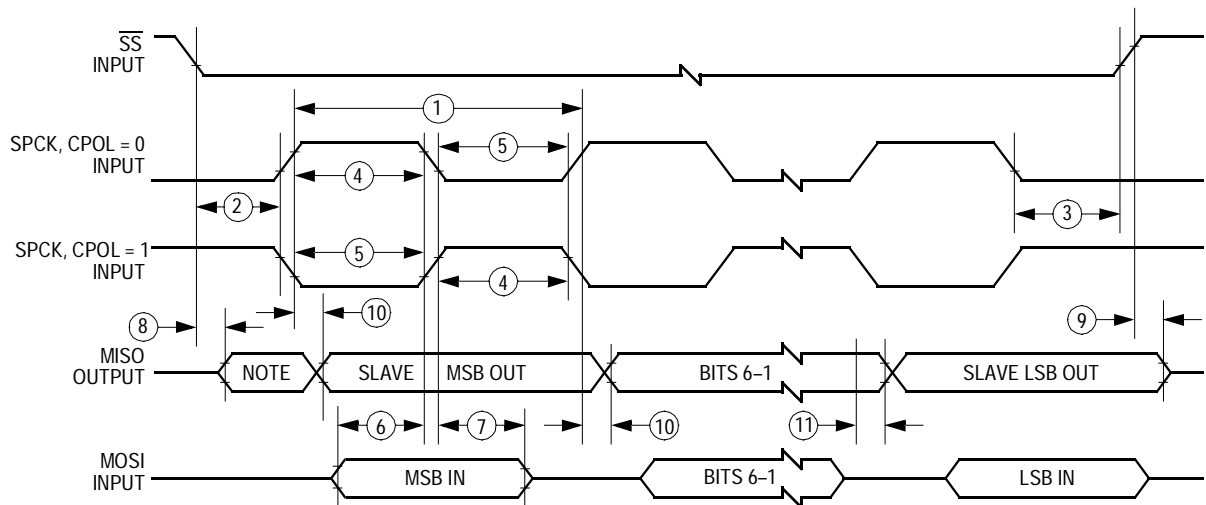 SS
INPUT
1
SPCK, CPOL = 0
INPUT
5
4
2
3
SPCK, CPOL = 1
INPUT
5
4
8
10
9
MISO
OUTPUT
NOTE
SLAVE MSB OUT
BITS 6–1
SLAVE LSB OUT
6
7
10
11
MOSI
INPUT
MSB IN
BITS 6–1
LSB IN